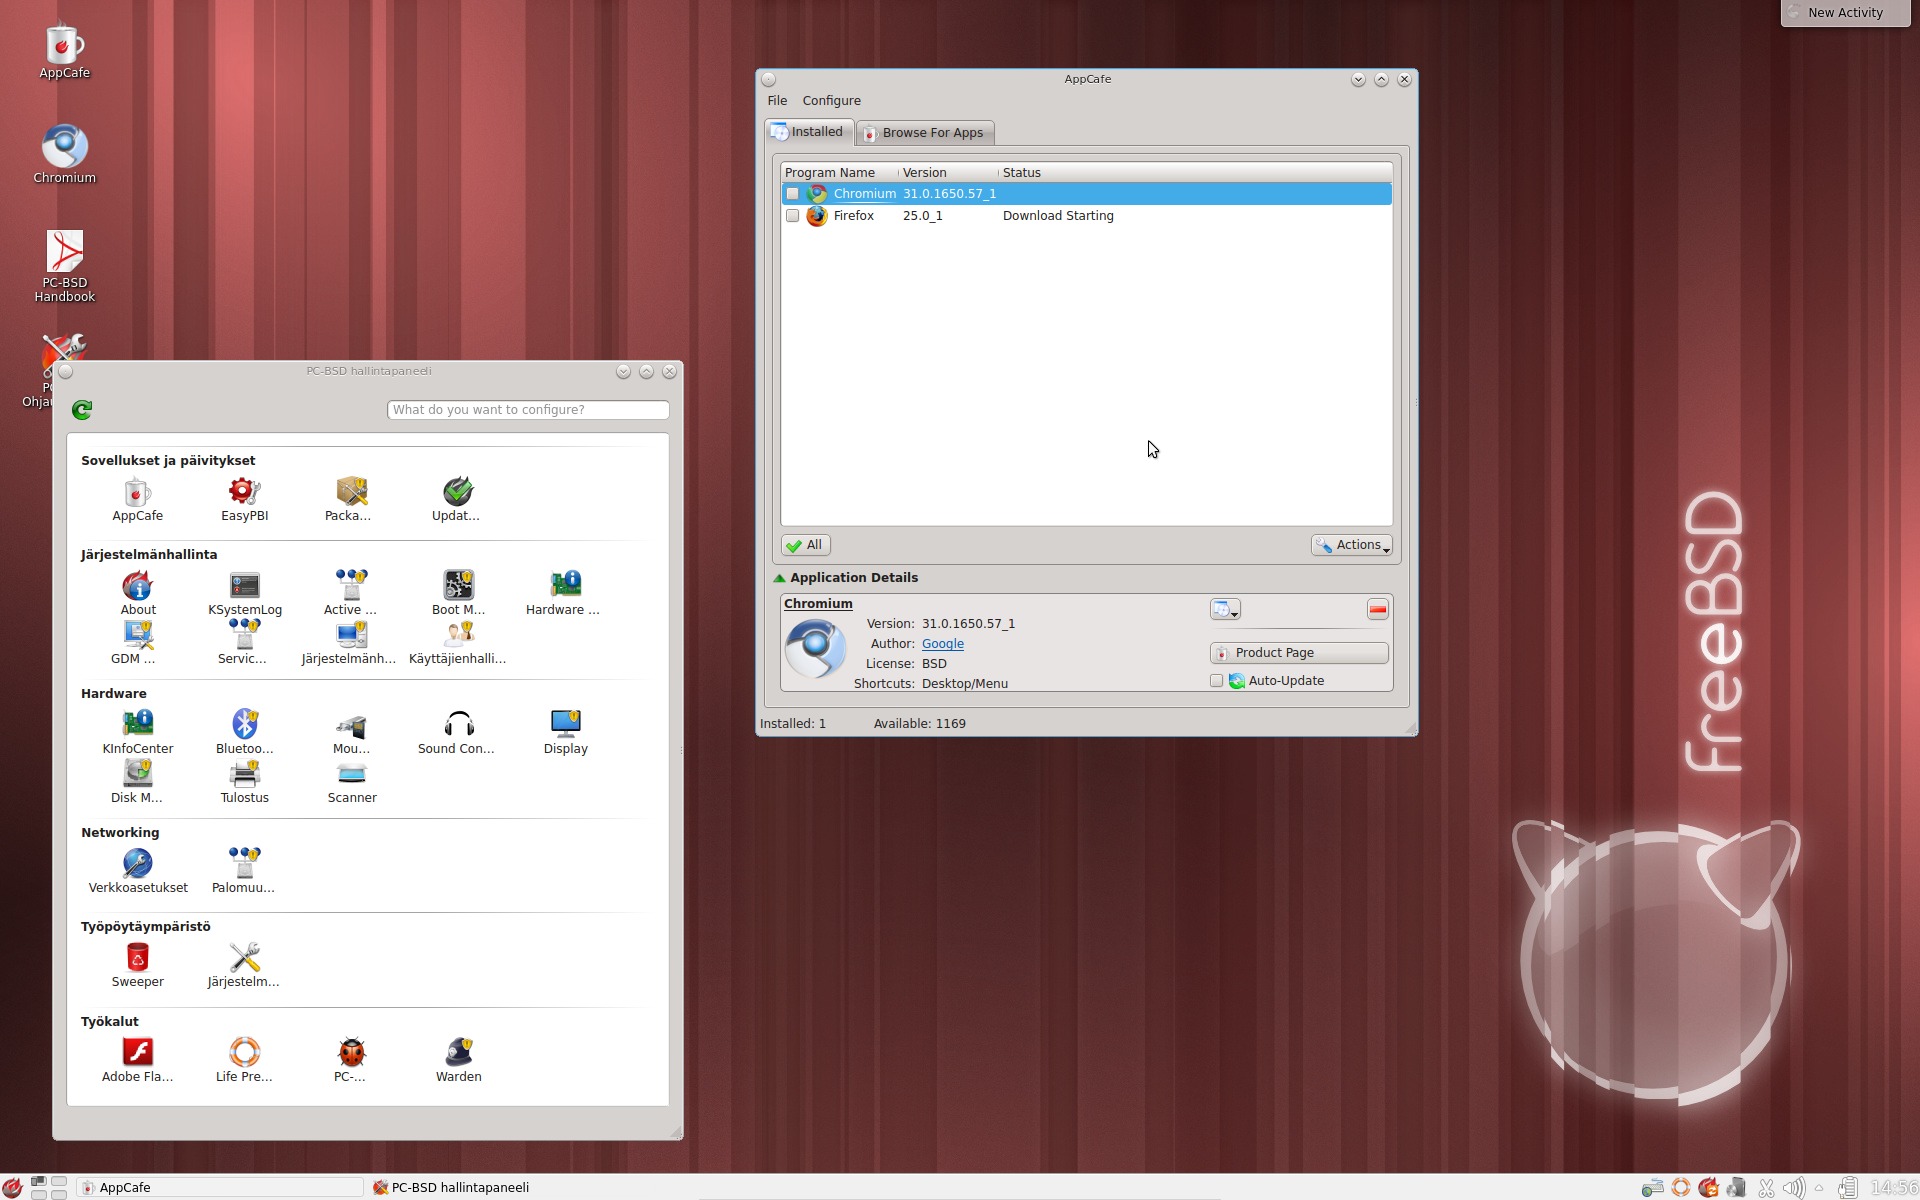 New Activity
AppCafe
Chromium
PC-BSD
Handbook
AppCafe
File Configure
Installed Browse For Apps
Program Name Version Status
Chromium 31.0.1650.57_1
Firefox 25.0_1 Download Starting
All Actions
Application Details
Chromium
Version: 31.0.1650.57_1
Author: Google
License: BSD
Shortcuts: Desktop/Menu
Product Page
Auto-Update
Installed: 1 Available: 1169
PC-BSD hallintapaneeli
What do you want to configure?
Sovellukset ja päivitykset
AppCafe EasyPBI Packa... Updat...
Järjestelmänhallinta
About KSystemLog Active ... Boot M... Hardware ...
GDM ... Servic... Järjestelmänh... Käyttäjienhalli...
Hardware
KInfoCenter Bluetoo... Mou... Sound Con... Display
Disk M... Tulostus Scanner
Networking
Verkkoasetukset Palomuu...
Työpöytäympäristö
Sweeper Järjestelm...
Työkalut
Adobe Fla... Life Pre... PC-... Warden
FreeBSD
AppCafe PC-BSD hallintapaneeli 14:56